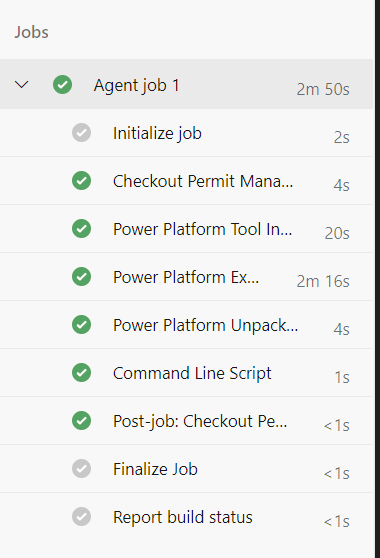 Jobs
Agent job 1 2m 50s
Initialize job 2s
Checkout Permit Mana... 4s
Power Platform Tool In... 20s
Power Platform Ex... 2m 16s
Power Platform Unpack... 4s
Command Line Script 1s
Post-job: Checkout Pe... <1s
Finalize Job <1s
Report build status <1s